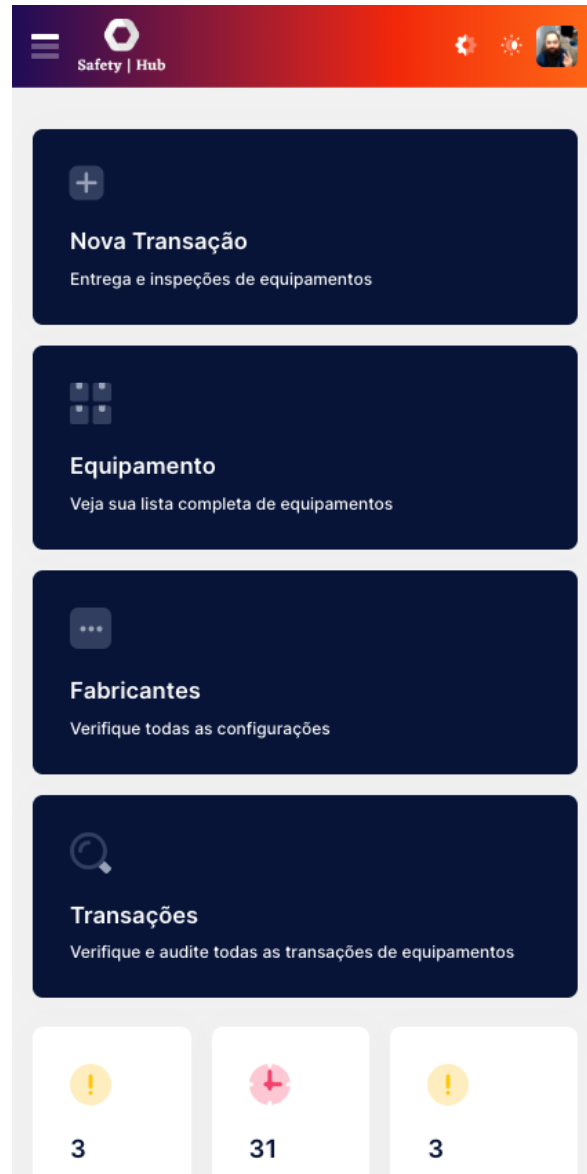 Safety | Hub
Nova Transação
Entrega e inspeções de equipamentos
Equipamento
Veja sua lista completa de equipamentos
Fabricantes
Verifique todas as configurações
Transações
Verifique e audite todas as transações de equipamentos
3 31 3